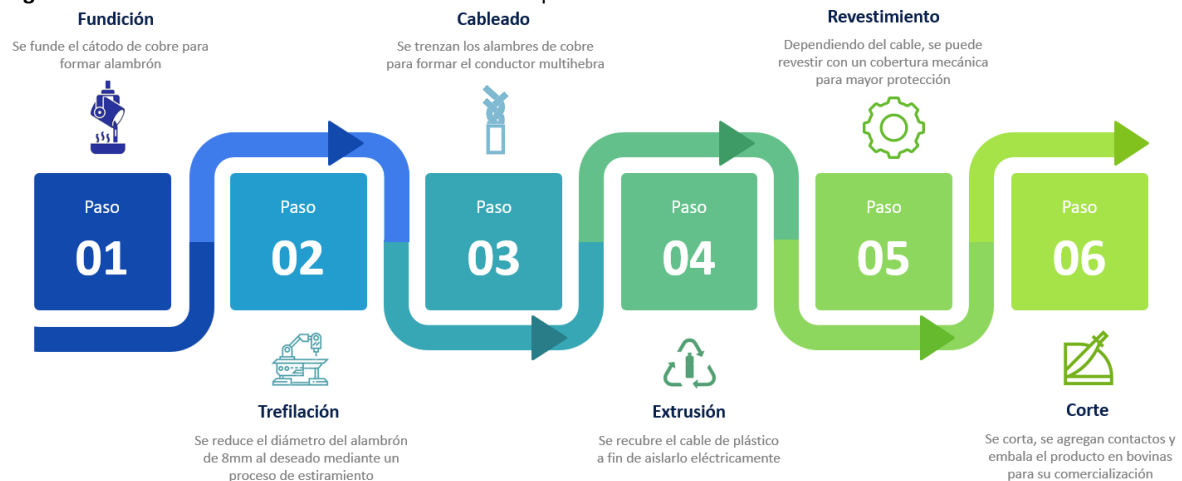 Fundición
Se funde el cátodo de cobre para
formar alambrón
Cableado
Se trenzan los alambres de cobre
para formar el conductor multihebra
Revestimiento
Dependiendo del cable, se puede
revestir con un cobertura mecánica
para mayor protección
Paso
01
Paso
02
Paso
03
Paso
04
Paso
05
Paso
06
Trefilación
Se reduce el diámetro del alambrón
de 8mm al deseado mediante un
proceso de estiramiento
Extrusión
Se recubre el cable de plástico
a fin de aislarlo eléctricamente
Corte
Se corta, se agregan contactos y
embala el producto en bovinas
para su comercialización